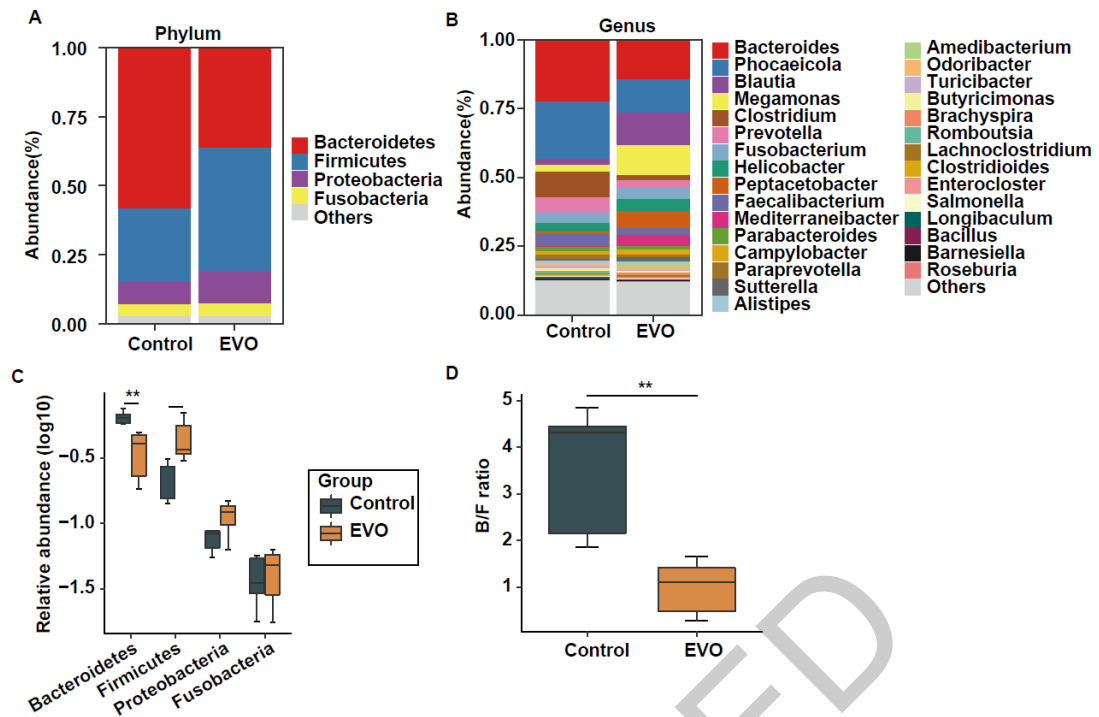 A
Phylum
Abundance(%)
1.00
0.75
0.50
0.25
0.00
Control
EVO
Bacteroidetes
Firmicutes
Proteobacteria
Fusobacteria
Others
B
Genus
Abundance(%)
1.00
0.75
0.50
0.25
0.00
Control
EVO
Bacteroides
Phocaeicola
Blautia
Megamonas
Clostridium
Prevotella
Fusobacterium
Helicobacter
Peptacetobacter
Faecalibacterium
Mediterraneibacter
Parabacteroides
Campylobacter
Paraprevotella
Sutterella
Alistipes
Amedibacterium
Odoribacter
Turicibacter
Butyricimonas
Brachyspira
Romboutsia
Lachnoclostridium
Clostridioides
Enterocloster
Salmonella
Longibaculum
Bacillus
Barnesiella
Roseburia
Others
C
Relative abundance (log10)
−0.5
−1.0
−1.5
**
Bacteroidetes
Firmicutes
Proteobacteria
Fusobacteria
Group
Control
EVO
D
B/F ratio
5
4
3
2
1
**
Control
EVO
ED